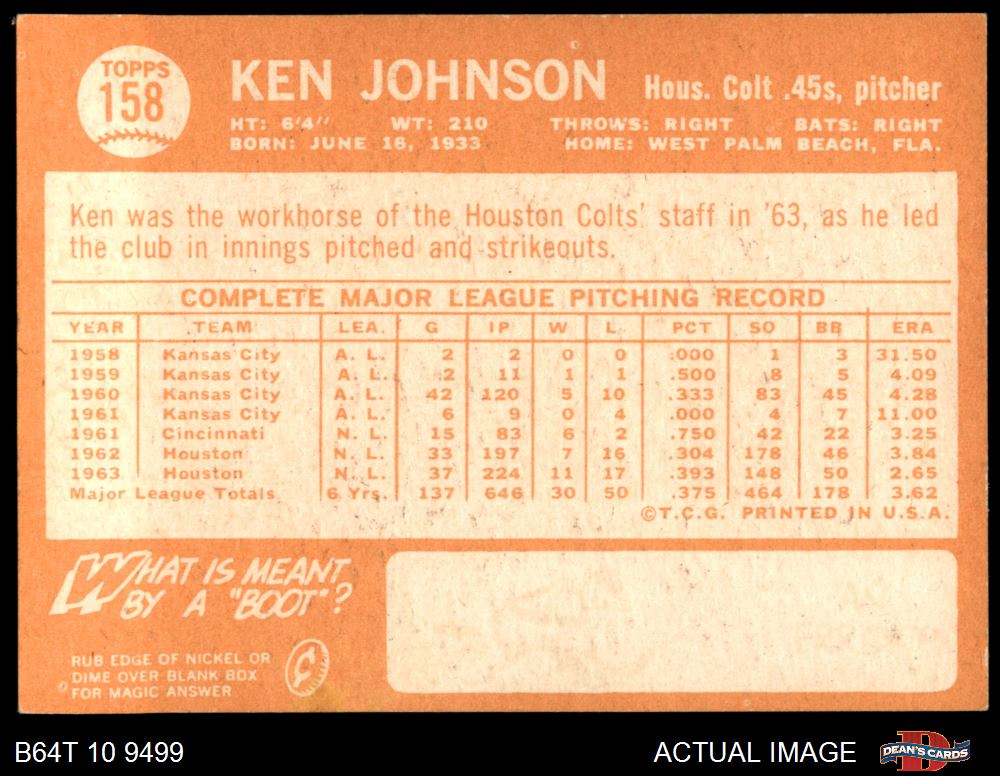 TOPPS
158
KEN JOHNSON Hous. Colt .45s, pitcher
HT: 6'4" WT: 210 THROWS: RIGHT BATS: RIGHT
BORN: JUNE 16, 1933 HOME: WEST PALM BEACH, FLA.
Ken was the workhorse of the Houston Colts' staff in '63, as he led
the club in innings pitched and strikeouts.
COMPLETE MAJOR LEAGUE PITCHING RECORD
YEAR TEAM LEA. G IP W L PCT SO BB ERA
1958 Kansas City A. L. 2 2 0 0 .000 1 3 31.50
1959 Kansas City A. L. 2 11 1 1 .500 8 5 4.09
1960 Kansas City A. L. 42 120 5 10 .333 83 45 4.28
1961 Kansas City A. L. 6 9 0 4 .000 4 7 11.00
1961 Cincinnati N. L. 15 83 6 2 .750 42 22 3.25
1962 Houston N. L. 33 197 7 16 .304 178 46 3.84
1963 Houston N. L. 37 224 11 17 .393 148 50 2.65
Major League Totals 6 Yrs. 137 646 30 50 .375 464 178 3.62
©T.C.G. PRINTED IN U.S.A.
WHAT IS MEANT
BY A "BOOT"?
RUB EDGE OF NICKEL OR
DIME OVER BLANK BOX
FOR MAGIC ANSWER
¢
B64T 10 9499 ACTUAL IMAGE DEAN'S CARDS